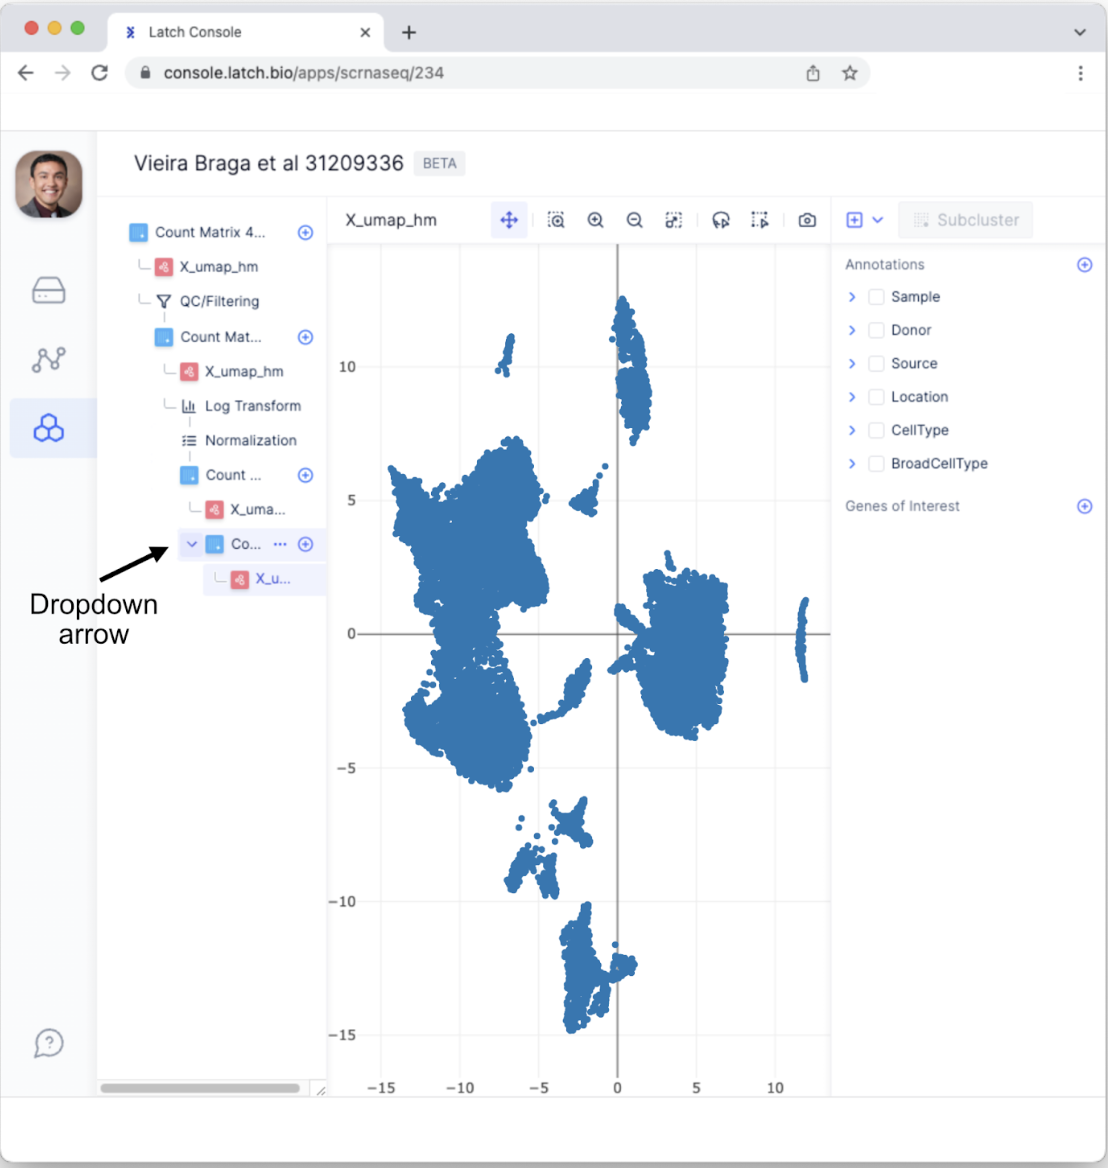 Latch Console
console.latch.bio/apps/scrnaseq/234
Vieira Braga et al 31209336 BETA
Count Matrix 4...
X_umap_hm
QC/Filtering
Count Mat...
X_umap_hm
Log Transform
Normalization
Count ...
X_uma...
Co... ...
X_u...
Dropdown
arrow
X_umap_hm
10
5
0
−5
−10
−15
−15 −10 −5 0 5 10
Subcluster
Annotations
Sample
Donor
Source
Location
CellType
BroadCellType
Genes of Interest